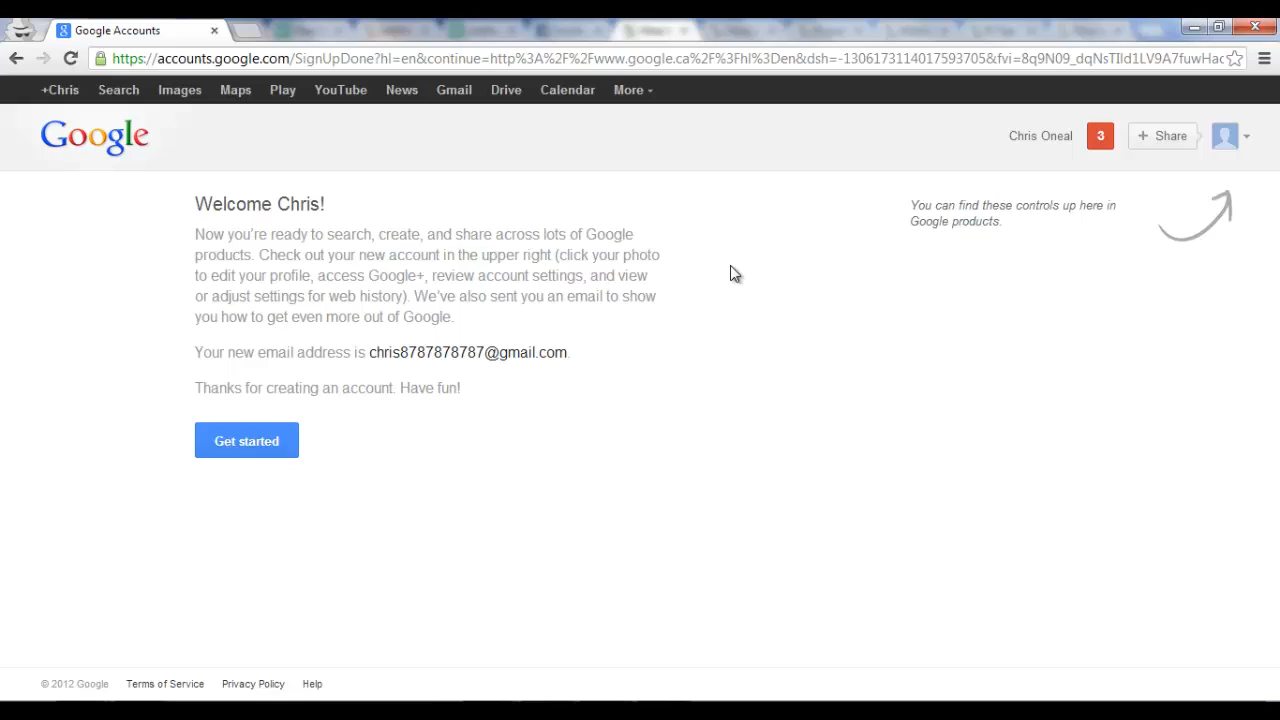 Google Accounts
https://accounts.google.com/SignUpDone?hl=en&continue=http%3A%2F%2Fwww.google.ca%2F%3Fhl%3Den&dsh=-1306173114017593705&fvi=
+Chris Search Images Maps Play YouTube News Gmail Drive Calendar More
Google
Chris Oneal 3 + Share
Welcome Chris!
You can find these controls up here in
Google products.
Now you're ready to search, create, and share across lots of Google
products. Check out your new account in the upper right (click your photo
to edit your profile, access Google+, review account settings, and view
or adjust settings for web history). We've also sent you an email to show
you how to get even more out of Google.
Your new email address is chris8787878787@gmail.com.
Thanks for creating an account. Have fun!
Get started
© 2012 Google Terms of Service Privacy Policy Help